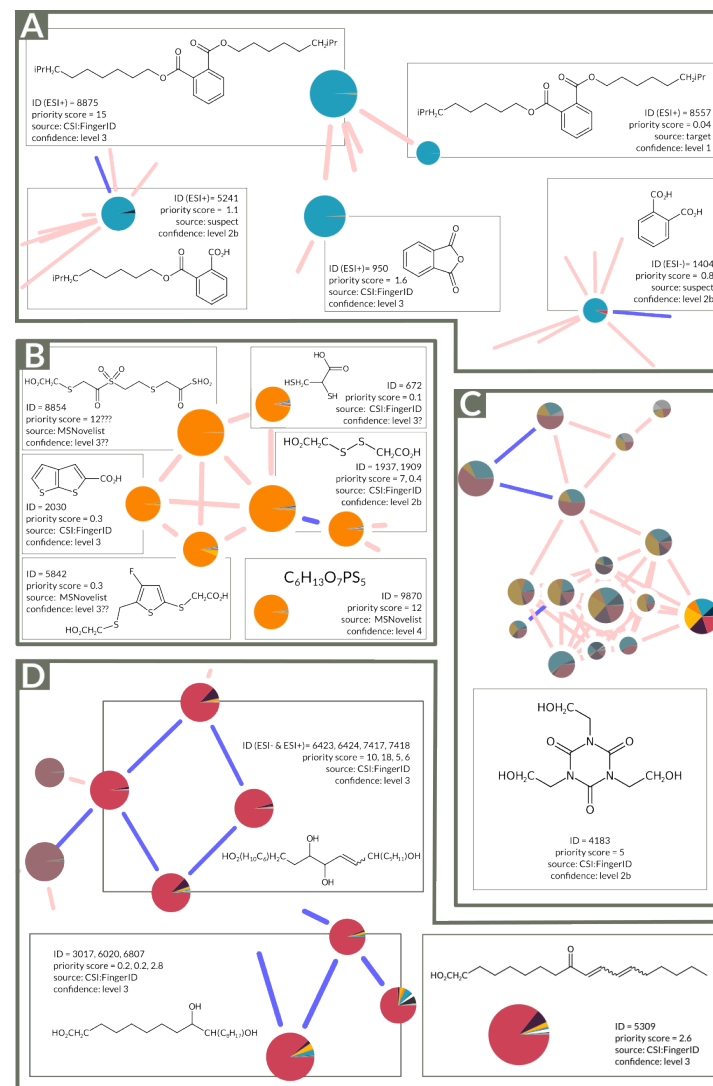 A
O
O
O
CH₂iPr
iPrH₂C
O
ID (ESI+) = 8875
priority score = 15
source: CSI:FingerID
confidence: level 3
O
O
O
CH₂iPr
iPrH₂C
O
ID (ESI+) = 8557
priority score = 0.04
source: target
confidence: level 1
ID (ESI+)= 5241
priority score = 1.1
source: suspect
confidence: level 2b
O
CO₂H
iPrH₂C
O
O
O
O
ID (ESI+)= 950
priority score = 1.6
source: CSI:FingerID
confidence: level 3
CO₂H
CO₂H
ID (ESI-) = 1404
priority score = 0.8
source: suspect
confidence: level 2b
B
O
O
HO₂CH₂C
S
S
S
SHO₂
O
O
ID = 8854
priority score = 12???
source: MSNovelist
confidence: level 3??
HO
O
HSH₂C
SH
ID = 672
priority score = 0.1
source: CSI:FingerID
confidence: level 3?
HO₂CH₂C
S
S
CH₂CO₂H
ID = 1937, 1909
priority score = 7, 0.4
source: CSI:FingerID
confidence: level 2b
CO₂H
S
S
ID = 2030
priority score = 0.3
source: CSI:FingerID
confidence: level 3
ID = 5842
priority score = 0.3
source: MSNovelist
confidence: level 3??
F
CH₂CO₂H
S
S
S
HO₂CH₂C
C₆H₁₃O₇PS₅
ID = 9870
priority score = 12
source: MSNovelist
confidence: level 4
C
HOH₂C
O
N
O
HOH₂C
N
N
CH₂OH
O
ID = 4183
priority score = 5
source: CSI:FingerID
confidence: level 2b
D
ID (ESI- & ESI+) = 6423, 6424, 7417, 7418
priority score = 10, 18, 5, 6
source: CSI:FingerID
confidence: level 3
OH
HO₂(H₁₀C₆)H₂C
CH(C₅H₁₁)OH
OH
ID = 3017, 6020, 6807
priority score = 0.2, 0.2, 2.8
source: CSI:FingerID
confidence: level 3
OH
HO₂CH₂C
CH(C₈H₁₇)OH
O
HO₂CH₂C
ID = 5309
priority score = 2.6
source: CSI:FingerID
confidence: level 3